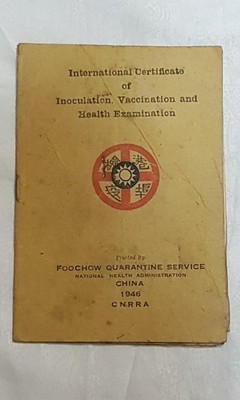 International Certificate
of
Inoculation, Vaccination and
Health Examination
Printed by
FOOCHOW QUARANTINE SERVICE
NATIONAL HEALTH ADMINISTRATION
CHINA
1946
CNRRA